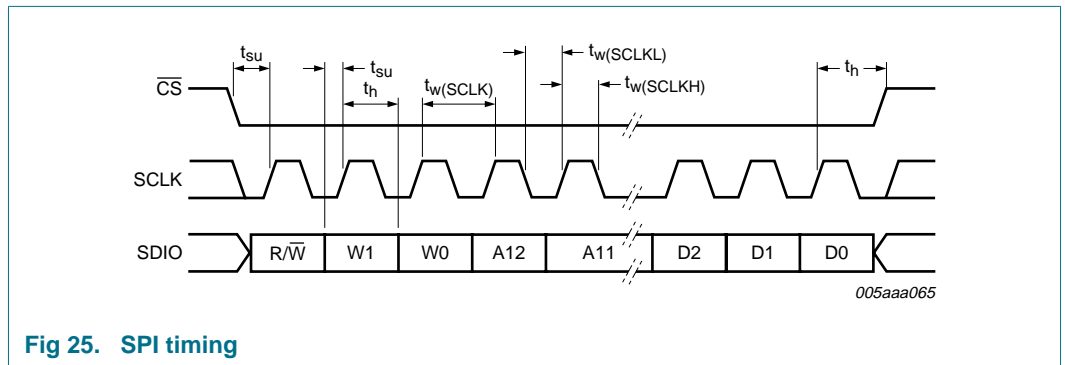 tsu
tsu
th
tw(SCLK)
tw(SCLKL)
tw(SCLKH)
th
CS
SCLK
SDIO
R/W
W1
W0
A12
A11
D2
D1
D0
005aaa065
Fig 25. SPI timing